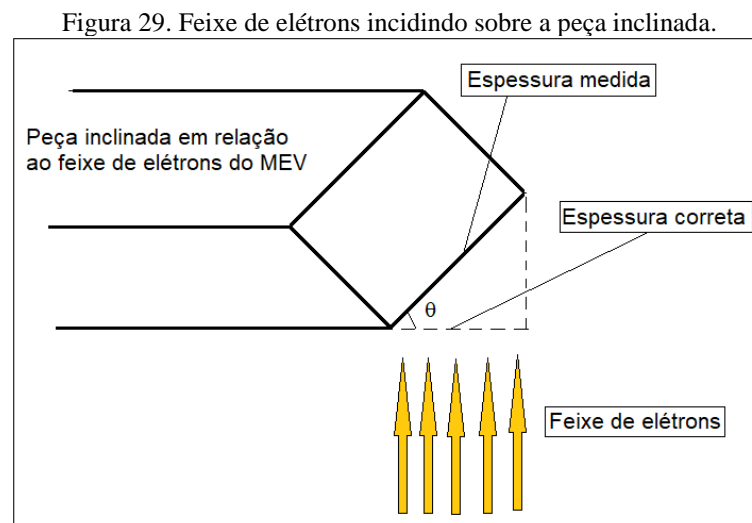 Figura 29. Feixe de elétrons incidindo sobre a peça inclinada.
Espessura medida
Peça inclinada em relação
ao feixe de elétrons do MEV
Espessura correta
θ
Feixe de elétrons